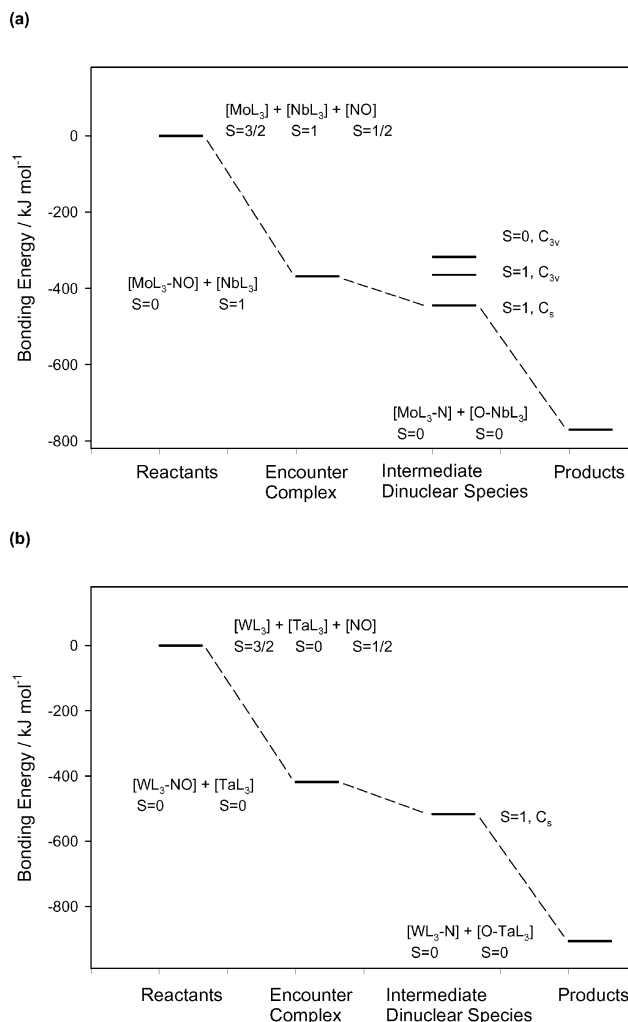 (a)
[MoL₃] + [NbL₃] + [NO]
S=3/2 S=1 S=1/2
0
-200
S=0, C₃ᵥ
[MoL₃-NO] + [NbL₃]
S=1, C₃ᵥ
-400
S=0 S=1
S=1, Cₛ
-600
[MoL₃-N] + [O-NbL₃]
S=0 S=0
-800
Bonding Energy / kJ mol⁻¹
Reactants Encounter Intermediate Products
Complex Dinuclear Species
(b)
[WL₃] + [TaL₃] + [NO]
S=3/2 S=0 S=1/2
0
-200
-400
[WL₃-NO] + [TaL₃]
S=0 S=0
S=1, Cₛ
-600
-800
[WL₃-N] + [O-TaL₃]
S=0 S=0
Bonding Energy / kJ mol⁻¹
Reactants Encounter Intermediate Products
Complex Dinuclear Species